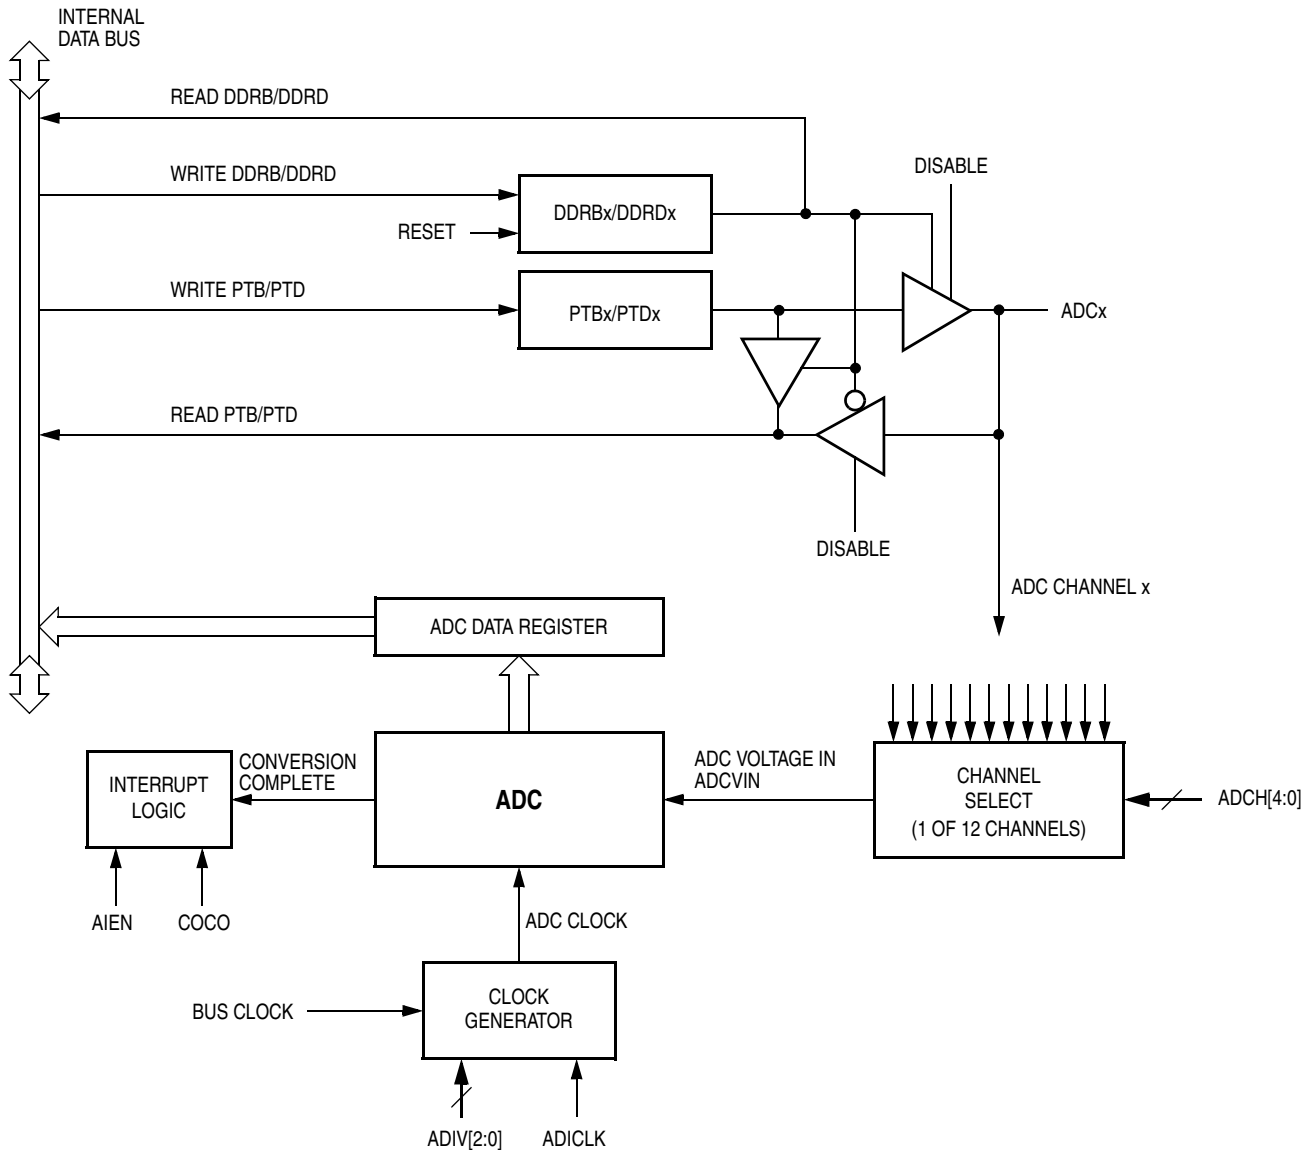 INTERNAL
DATA BUS
READ DDRB/DDRD
WRITE DDRB/DDRD
DISABLE
DDRBx/DDRDx
RESET
WRITE PTB/PTD
PTBx/PTDx
ADCx
READ PTB/PTD
DISABLE
ADC CHANNEL x
ADC DATA REGISTER
INTERRUPT
LOGIC
CONVERSION
COMPLETE
ADC
ADC VOLTAGE IN
ADCVIN
CHANNEL
SELECT
(1 OF 12 CHANNELS)
ADCH[4:0]
AIEN
COCO
ADC CLOCK
BUS CLOCK
CLOCK
GENERATOR
ADIV[2:0]
ADICLK